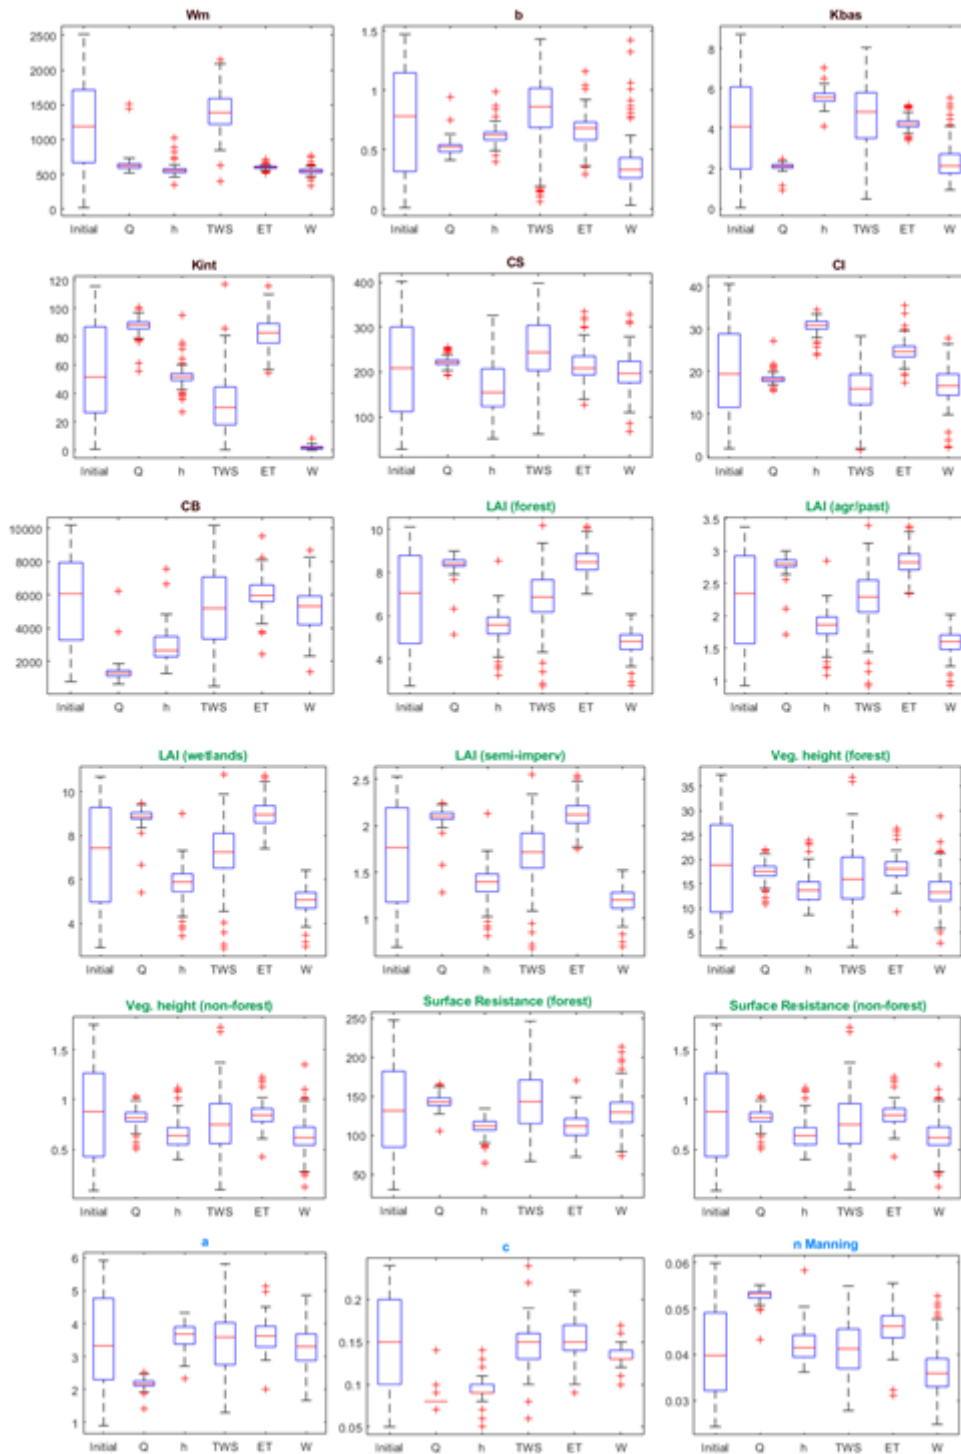 Wm b Kbas
2500 2000 1500 1000 500 0
1.5 1 0.5 0
8 6 4 2 0
Initial Q h TWS ET W Initial Q h TWS ET W Initial Q h TWS ET W
Kint CS CI
120 100 80 60 40 20 0
400 300 200 100
40 30 20 10 0
Initial Q h TWS ET W Initial Q h TWS ET W Initial Q h TWS ET W
CB LAI (forest) LAI (agr/past)
10000 8000 6000 4000 2000
10 8 6 4
3.5 3 2.5 2 1.5 1
Initial Q h TWS ET W Initial Q h TWS ET W Initial Q h TWS ET W
LAI (wetlands) LAI (semi-imperv) Veg. height (forest)
10 8 6 4
2.5 2 1.5 1
35 30 25 20 15 10 5
Initial Q h TWS ET W Initial Q h TWS ET W Initial Q h TWS ET W
Veg. height (non-forest) Surface Resistance (forest) Surface Resistance (non-forest)
1.5 1 0.5
250 200 150 100 50
1.5 1 0.5
Initial Q h TWS ET W Initial Q h TWS ET W Initial Q h TWS ET W
a c n Manning
6 5 4 3 2 1
0.2 0.15 0.1 0.05
0.06 0.05 0.04 0.03
Initial Q h TWS ET W Initial Q h TWS ET W Initial Q h TWS ET W